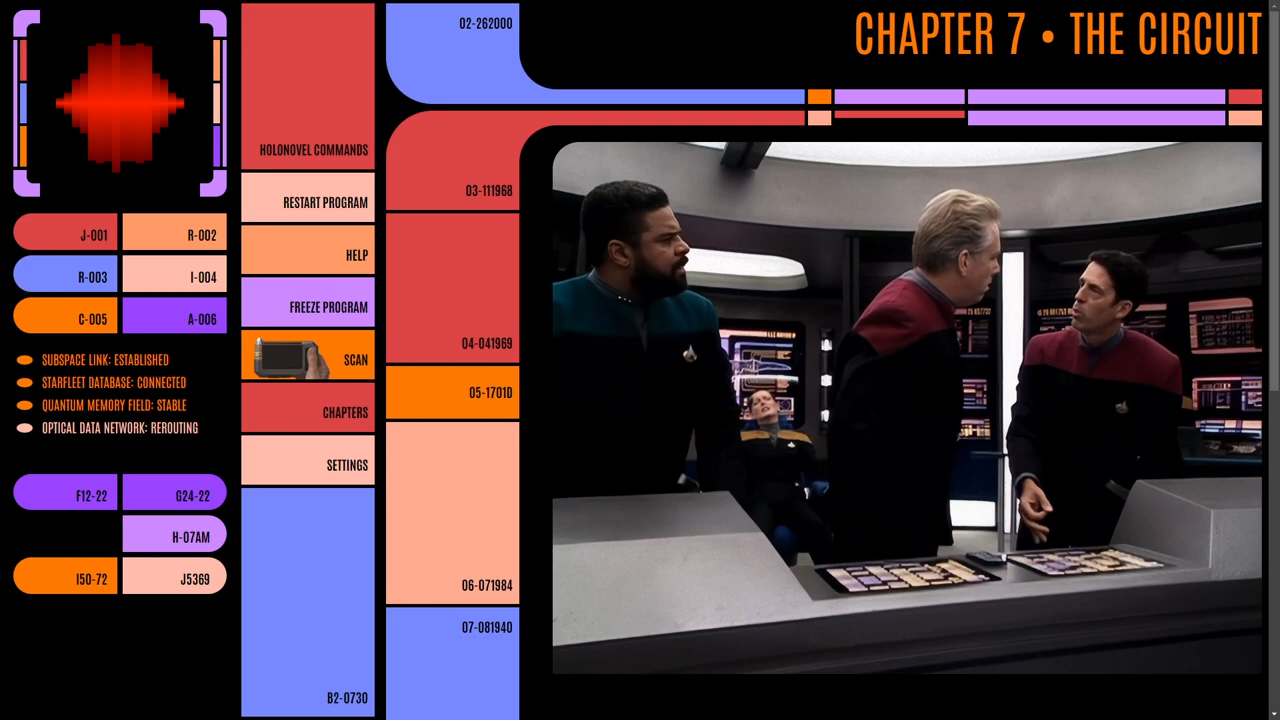 CHAPTER 7 • THE CIRCUIT
J-001
R-002
R-003
I-004
C-005
A-006
SUBSPACE LINK: ESTABLISHED
STARFLEET DATABASE: CONNECTED
QUANTUM MEMORY FIELD: STABLE
OPTICAL DATA NETWORK: REROUTING
F12-22
G24-22
H-07AM
I50-72
J5369
HOLONOVEL COMMANDS
RESTART PROGRAM
HELP
FREEZE PROGRAM
SCAN
CHAPTERS
SETTINGS
B2-0730
02-262000
03-111968
04-041969
05-1701D
06-071984
07-081940